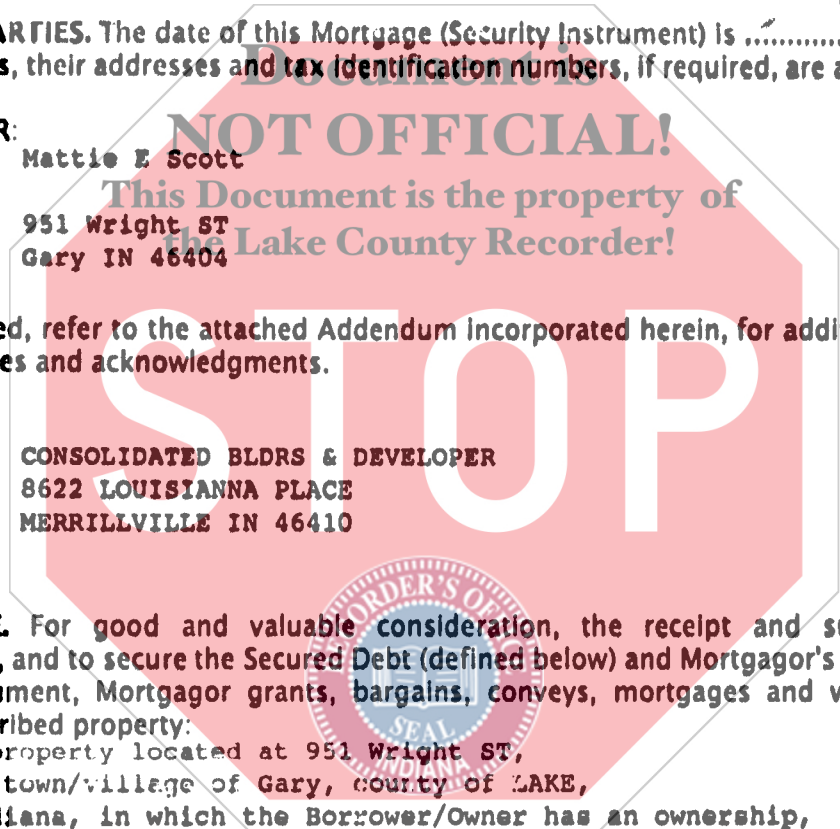 ARTIES. The date of this Mortgage (Security Instrument) is ..............
s, their addresses and tax identification numbers, if required, are a
Document is
NOT OFFICIAL!
This Document is the property of
the Lake County Recorder!
R:
Mattie E Scott
951 Wright ST
Gary IN 46404
ed, refer to the attached Addendum incorporated herein, for addi
es and acknowledgments.
STOP
CONSOLIDATED BLDRS & DEVELOPER
8622 LOUISIANNA PLACE
MERRILLVILLE IN 46410
RECORDER'S OFFIC
SEAL
INDIANA
. For good and valuable consideration, the receipt and s
, and to secure the Secured Debt (defined below) and Mortgagor's
ment, Mortgagor grants, bargains, conveys, mortgages and v
ribed property:
property located at 951 Wright ST,
town/village of Gary, county of LAKE,
diana, in which the Borrower/Owner has an ownership,